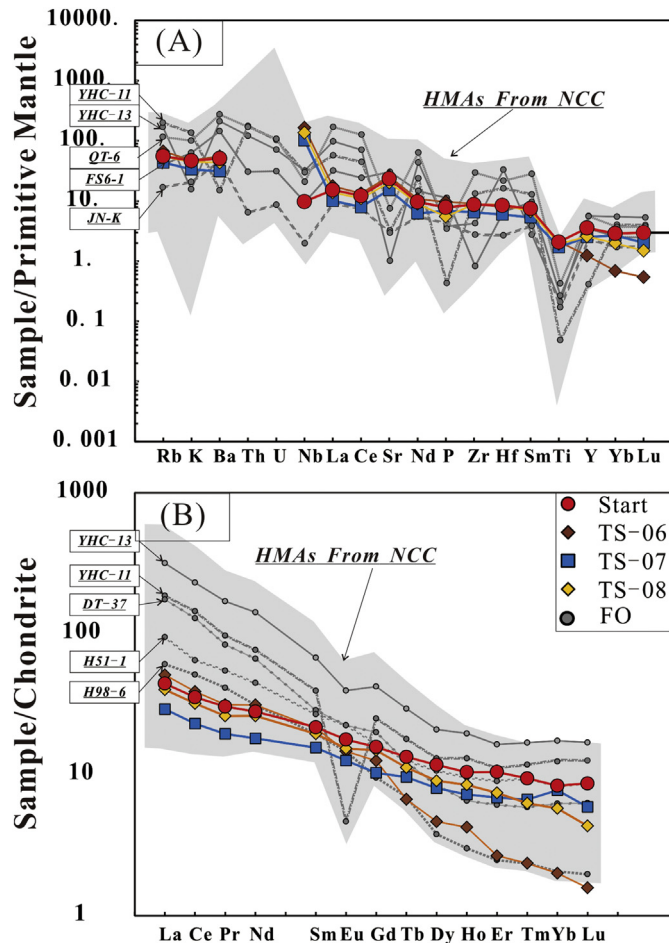 (A)
Sample/Primitive Mantle
10000.
1000
100.
10.
1.
0. 1
0. 01
0. 001
YHC-11
YHC-13
QT-6
FS6-1
JN-K
HMAs From NCC
Rb K Ba Th U Nb La Ce Sr Nd P Zr Hf Sm Ti Y Yb Lu
(B)
Sample/Chondrite
1000
100
10
1
YHC-13
YHC-11
DT-37
H51-1
H98-6
HMAs From NCC
Start
TS-06
TS-07
TS-08
FO
La Ce Pr Nd Sm Eu Gd Tb Dy Ho Er Tm Yb Lu